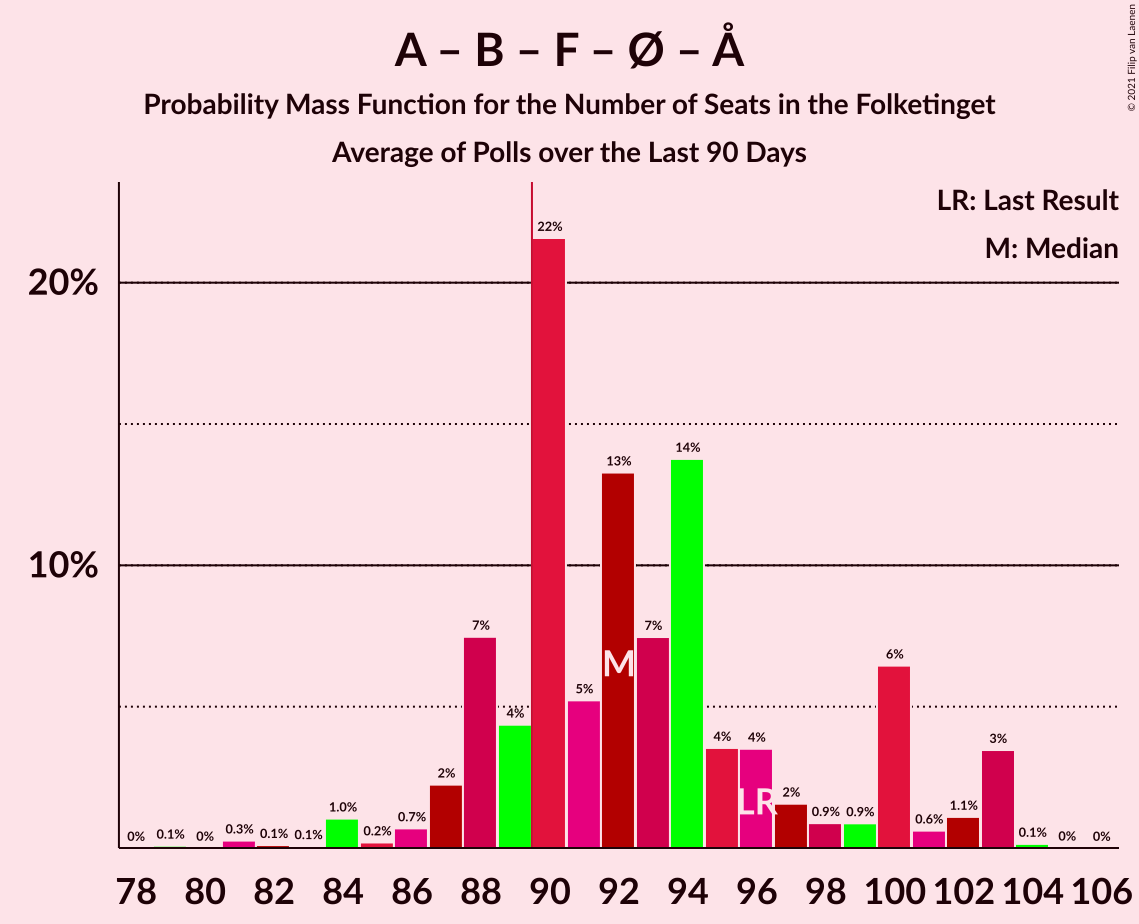 A – B – F – Ø – Å
Probability Mass Function for the Number of Seats in the Folketinget
Average of Polls over the Last 90 Days
© 2021 Filip van Laenen
LR: Last Result
M: Median
20%
10%
0% 0.1% 0% 0.3% 0.1% 0.1% 1.0% 0.2% 0.7% 2% 7% 4% 22% 5% 13% 7% 14% 4% 4% 2% 0.9% 0.9% 6% 0.6% 1.1% 3% 0.1% 0% 0%
M
LR
78 80 82 84 86 88 90 92 94 96 98 100 102 104 106